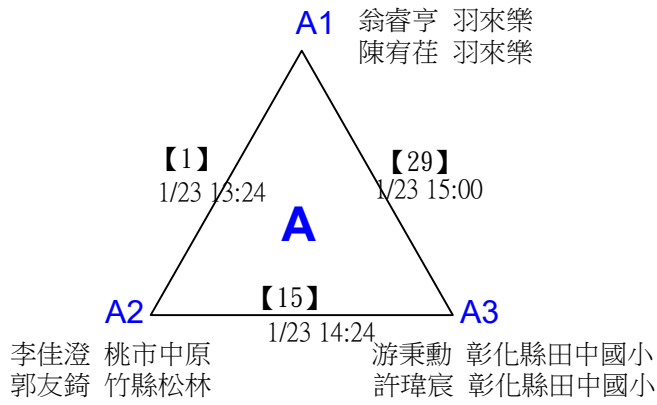 A1 翁睿亨 羽來樂
陳宥荏 羽來樂
【1】
1/23 13:24
【29】
1/23 15:00
A
【15】
1/23 14:24
A2
A3
李佳澄 桃市中原
郭友錡 竹縣松林
游秉勳 彰化縣田中國小
許瑋宸 彰化縣田中國小